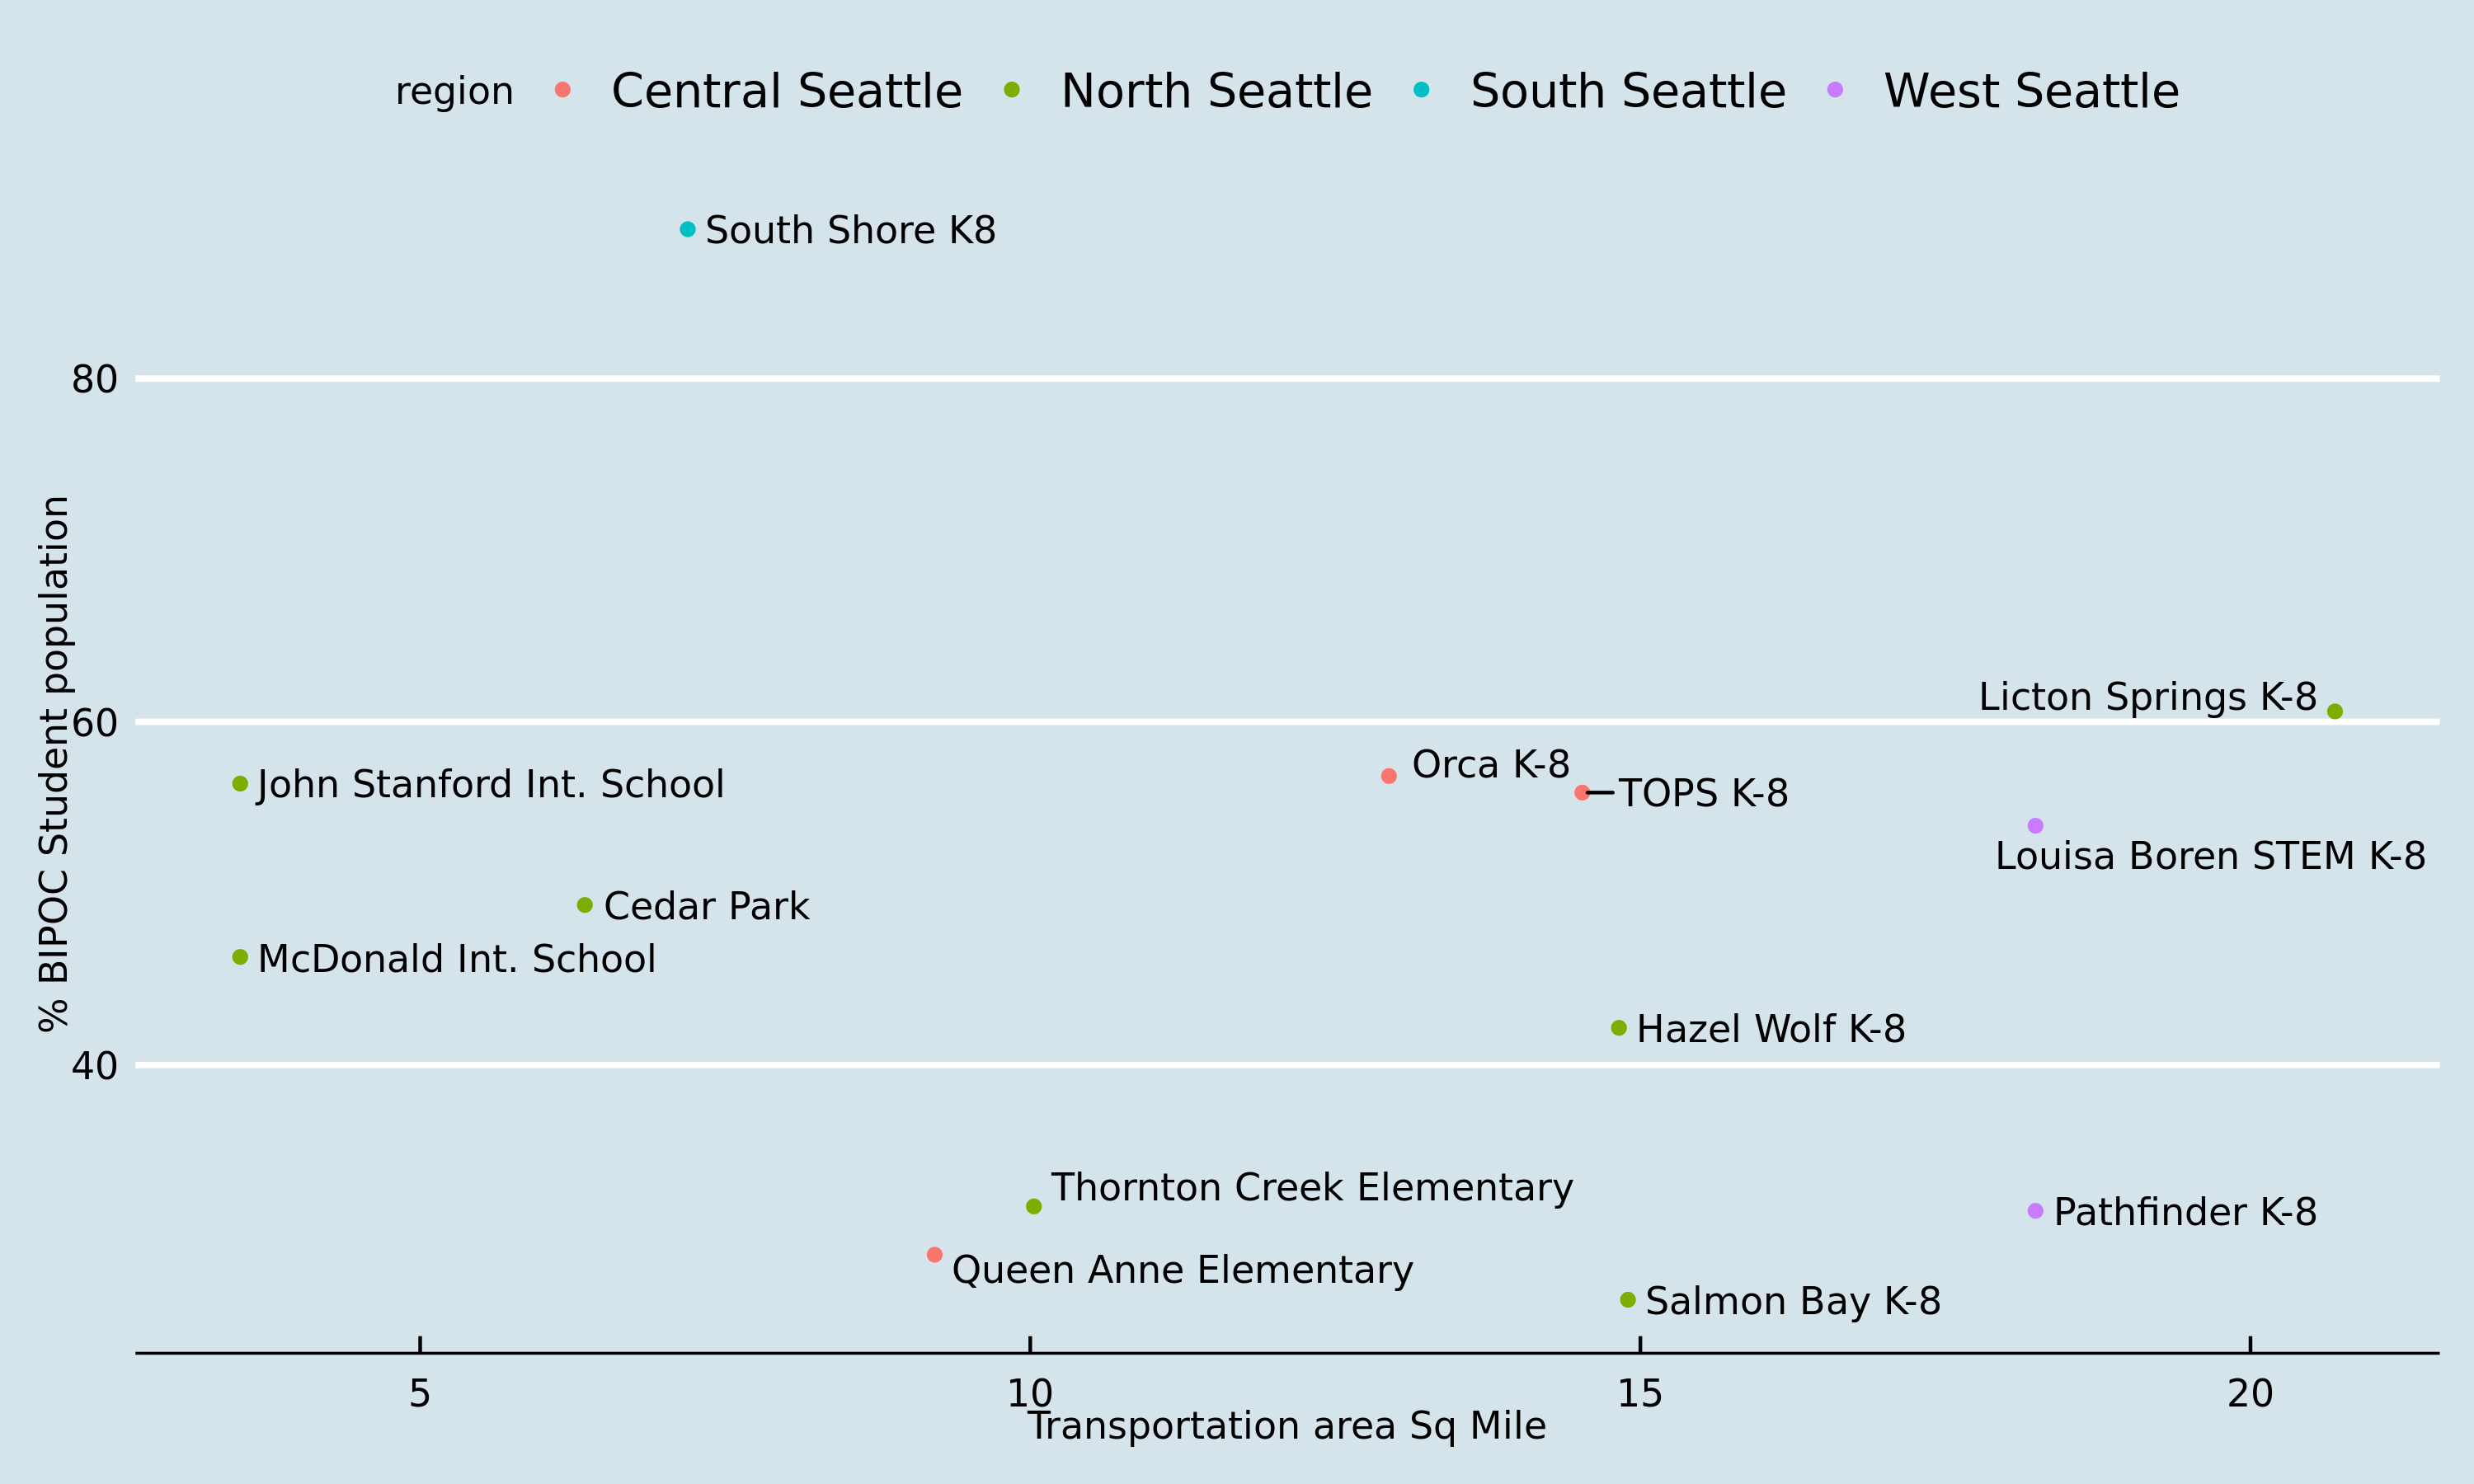 region Central Seattle North Seattle South Seattle West Seattle
South Shore K8
80
% BIPOC Student population
Licton Springs K-8
60
Orca K-8
John Stanford Int. School
TOPS K-8
Louisa Boren STEM K-8
Cedar Park
McDonald Int. School
Hazel Wolf K-8
40
Thornton Creek Elementary
Pathfinder K-8
Queen Anne Elementary
Salmon Bay K-8
5 10 15 20
Transportation area Sq Mile